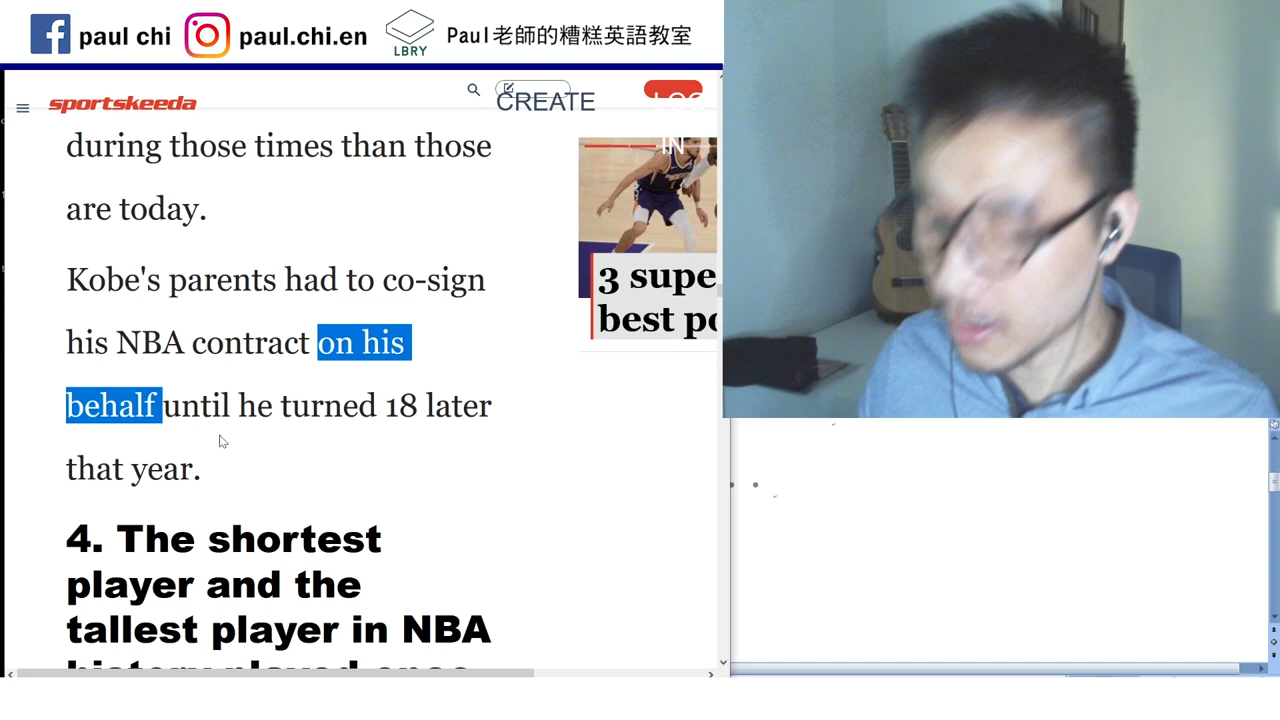 paul chi paul.chi.en LBRY Paul老師的糟糕英語教室
sportskeeda
CREATE
LOG
IN
during those times than those
are today.
Kobe's parents had to co-sign
his NBA contract on his
behalf until he turned 18 later
that year.
4. The shortest
player and the
tallest player in NBA
3 supe
best po